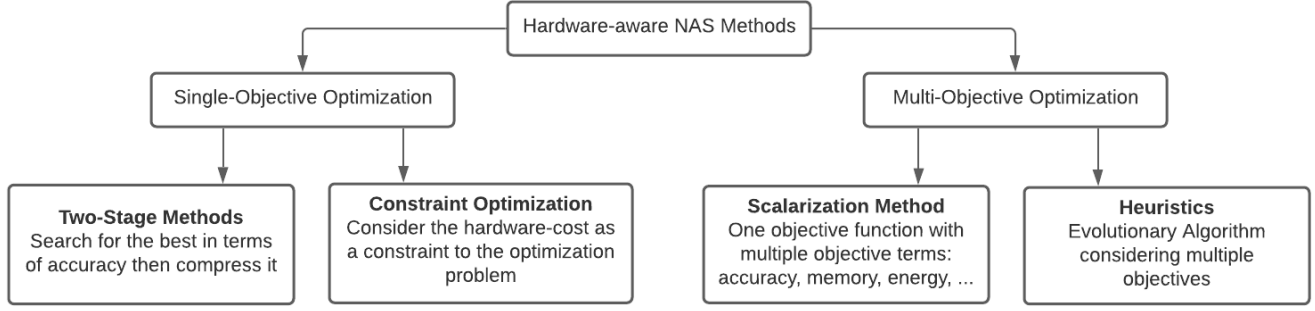 Hardware-aware NAS Methods
Single-Objective Optimization
Multi-Objective Optimization
Two-Stage Methods
Search for the best in terms
of accuracy then compress it
Constraint Optimization
Consider the hardware-cost as
a constraint to the optimization
problem
Scalarization Method
One objective function with
multiple objective terms:
accuracy, memory, energy, ...
Heuristics
Evolutionary Algorithm
considering multiple
objectives